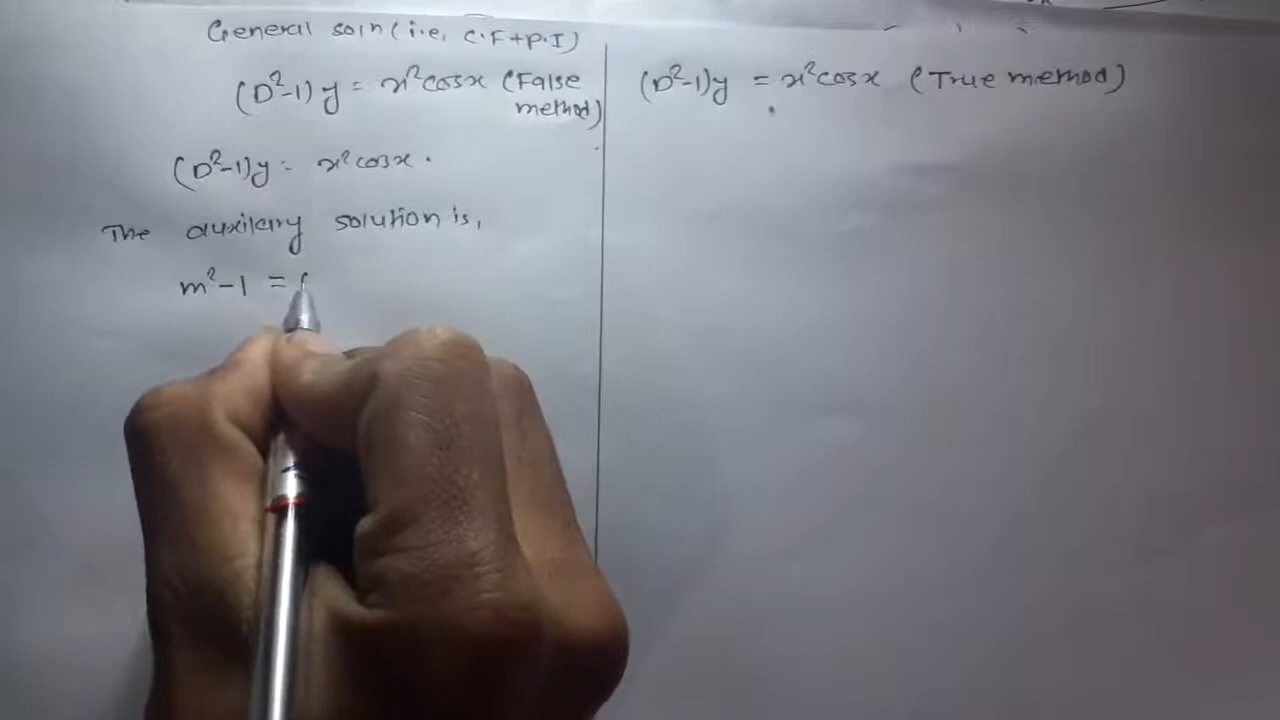 General soln (i.e, C.F+P.I)
(D²-1)y = x²cosx (False
method)
(D²-1)y = x²cosx.
The auxilary solution is,
m²-1 =
(D²-1)y = x²cosx (True method)